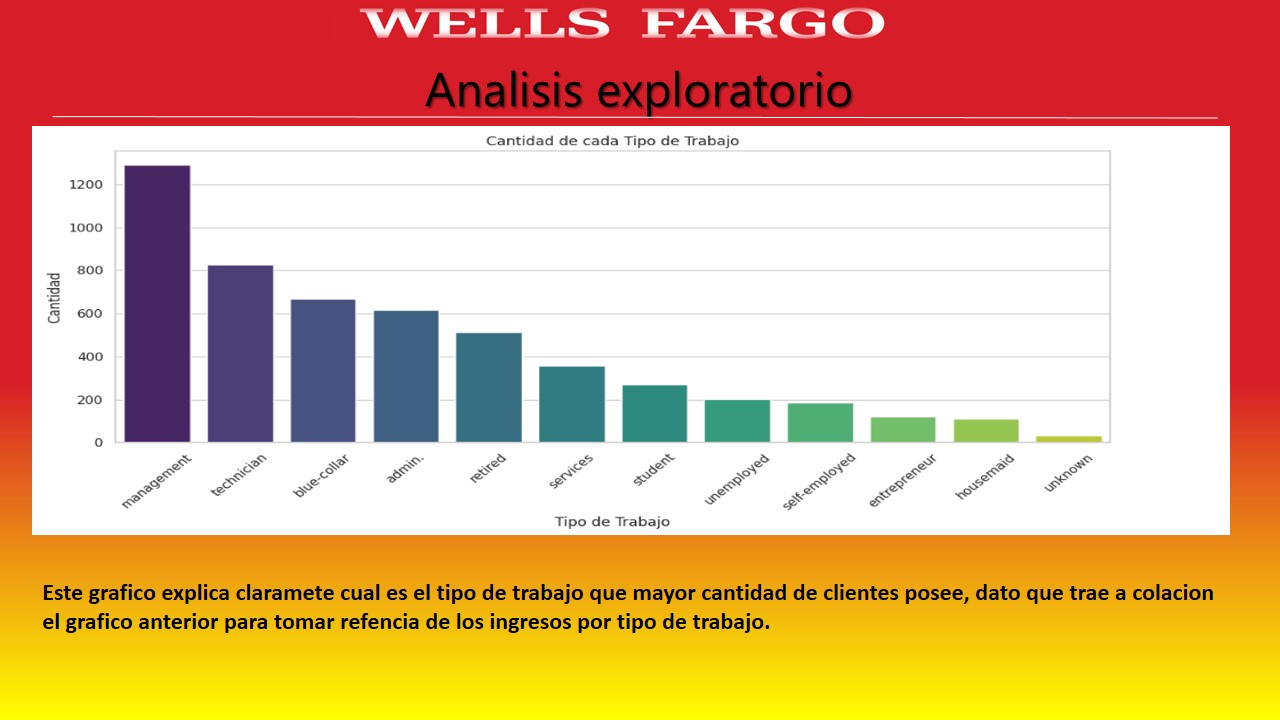 WELLS FARGO
Analisis exploratorio
Cantidad de cada Tipo de Trabajo
Cantidad
1200
1000
800
600
400
200
0
management
technician
blue-collar
admin.
retired
services
student
unemployed
self-employed
entrepreneur
housemaid
unknown
Tipo de Trabajo
Este grafico explica claramete cual es el tipo de trabajo que mayor cantidad de clientes posee, dato que trae a colacion
el grafico anterior para tomar refencia de los ingresos por tipo de trabajo.